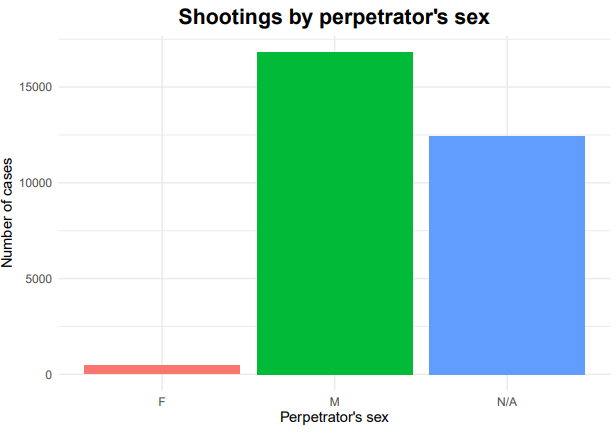 Shootings by perpetrator's sex
Number of cases
15000
10000
5000
0
F M N/A
Perpetrator's sex